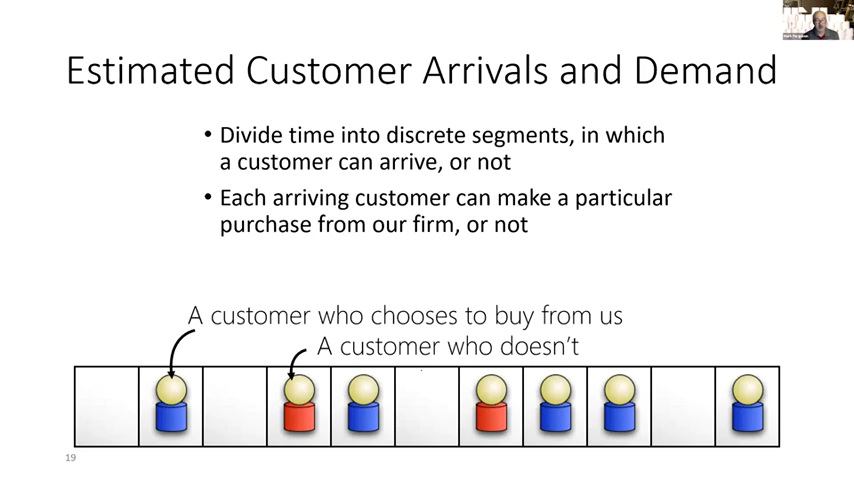 Estimated Customer Arrivals and Demand
• Divide time into discrete segments, in which
a customer can arrive, or not
• Each arriving customer can make a particular
purchase from our firm, or not
A customer who chooses to buy from us
A customer who doesn't
19